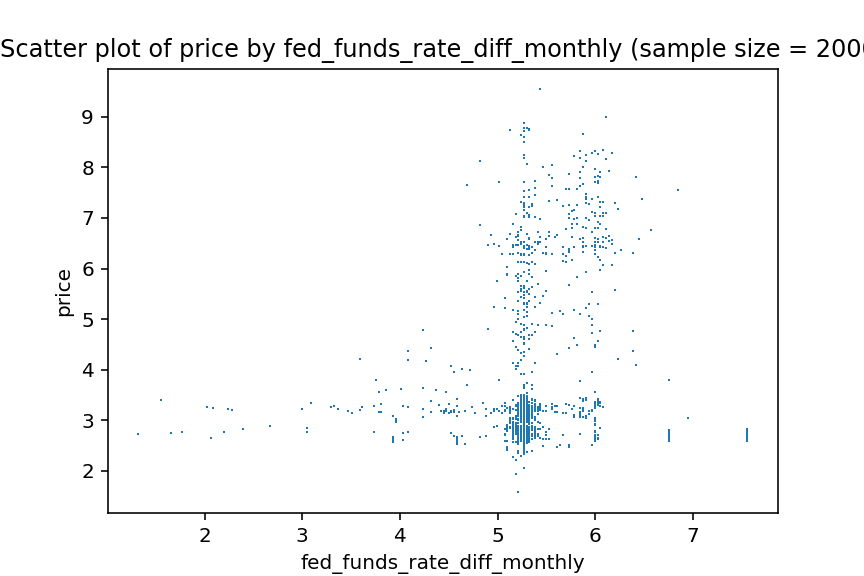 Scatter plot of price by fed_funds_rate_diff_monthly (sample size = 200
9
8
7
6
5
4
3
2
price
2 3 4 5 6 7
fed_funds_rate_diff_monthly